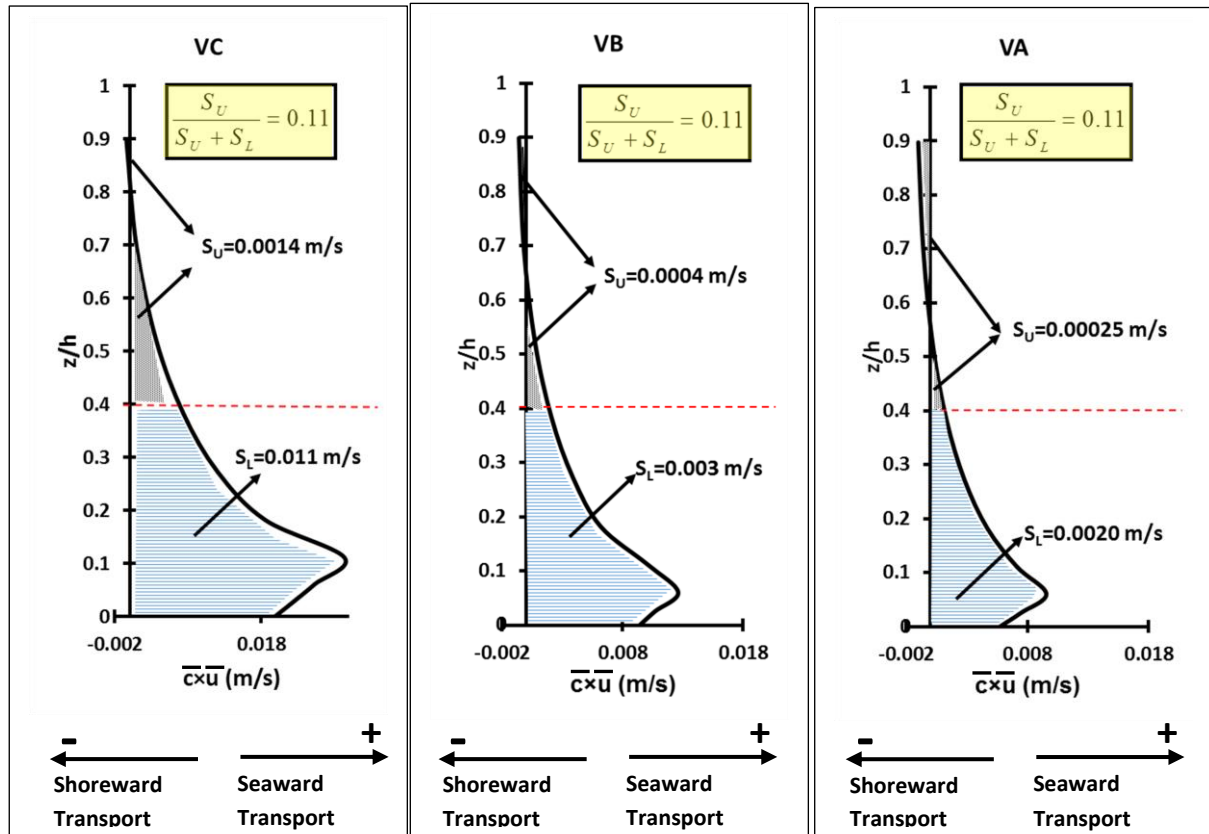 VC
S_U / (S_U + S_L) = 0.11
1
0.9
0.8
0.7
0.6
0.5
0.4
0.3
0.2
0.1
0
z/h
S_U=0.0014 m/s
S_L=0.011 m/s
-0.002
0.018
c̅×u̅ (m/s)
-
+
Shoreward
Transport
Seaward
Transport
VB
S_U / (S_U + S_L) = 0.11
1
0.9
0.8
0.7
0.6
0.5
0.4
0.3
0.2
0.1
0
z/h
S_U=0.0004 m/s
S_L=0.003 m/s
-0.002
0.008
0.018
c̅×u̅ (m/s)
-
+
Shoreward
Transport
Seaward
Transport
VA
S_U / (S_U + S_L) = 0.11
1
0.9
0.8
0.7
0.6
0.5
0.4
0.3
0.2
0.1
0
z/h
S_U=0.00025 m/s
S_L=0.0020 m/s
-0.002
0.008
0.018
c̅×u̅ (m/s)
-
+
Shoreward
Transport
Seaward
Transport